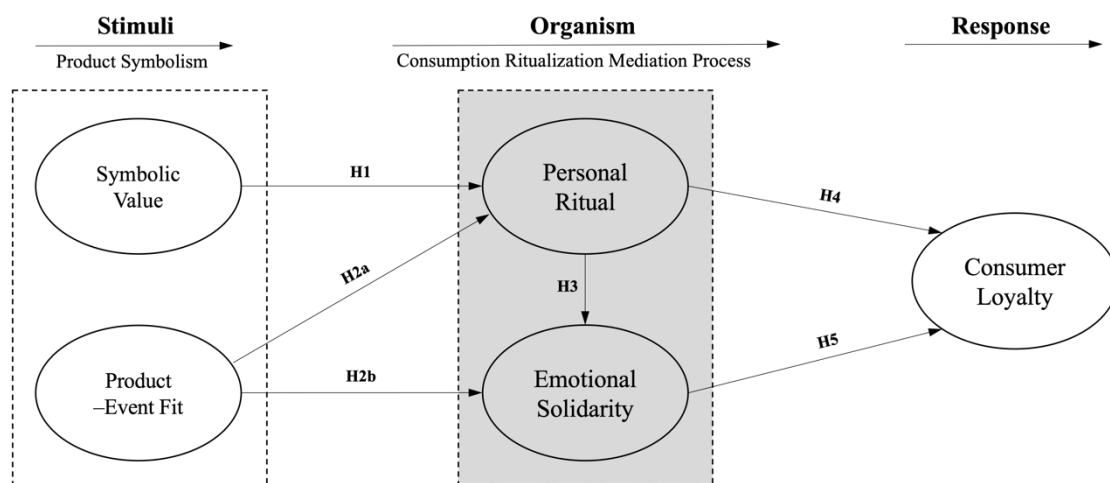 Stimuli
Product Symbolism
Organism
Consumption Ritualization Mediation Process
Response
Symbolic
Value
H1
Personal
Ritual
H4
H2a
H3
Consumer
Loyalty
Product
–Event Fit
H2b
Emotional
Solidarity
H5